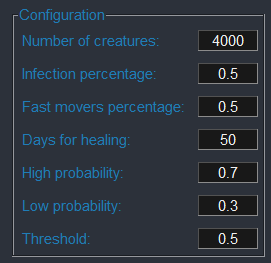 Configuration
Number of creatures: 4000
Infection percentage: 0.5
Fast movers percentage: 0.5
Days for healing: 50
High probability: 0.7
Low probability: 0.3
Threshold: 0.5